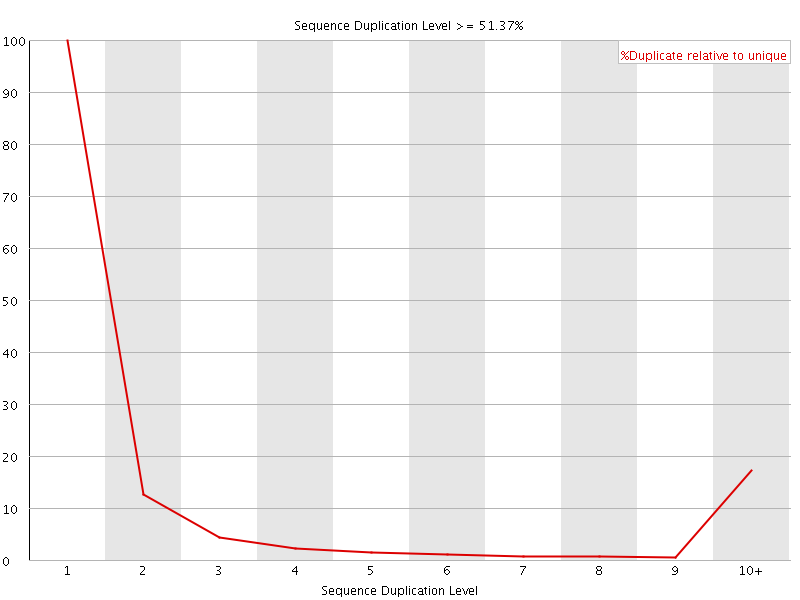 Sequence Duplication Level >= 51.37%
%Duplicate relative to unique
100
90
80
70
60
50
40
30
20
10
0
1 2 3 4 5 6 7 8 9 10+
Sequence Duplication Level